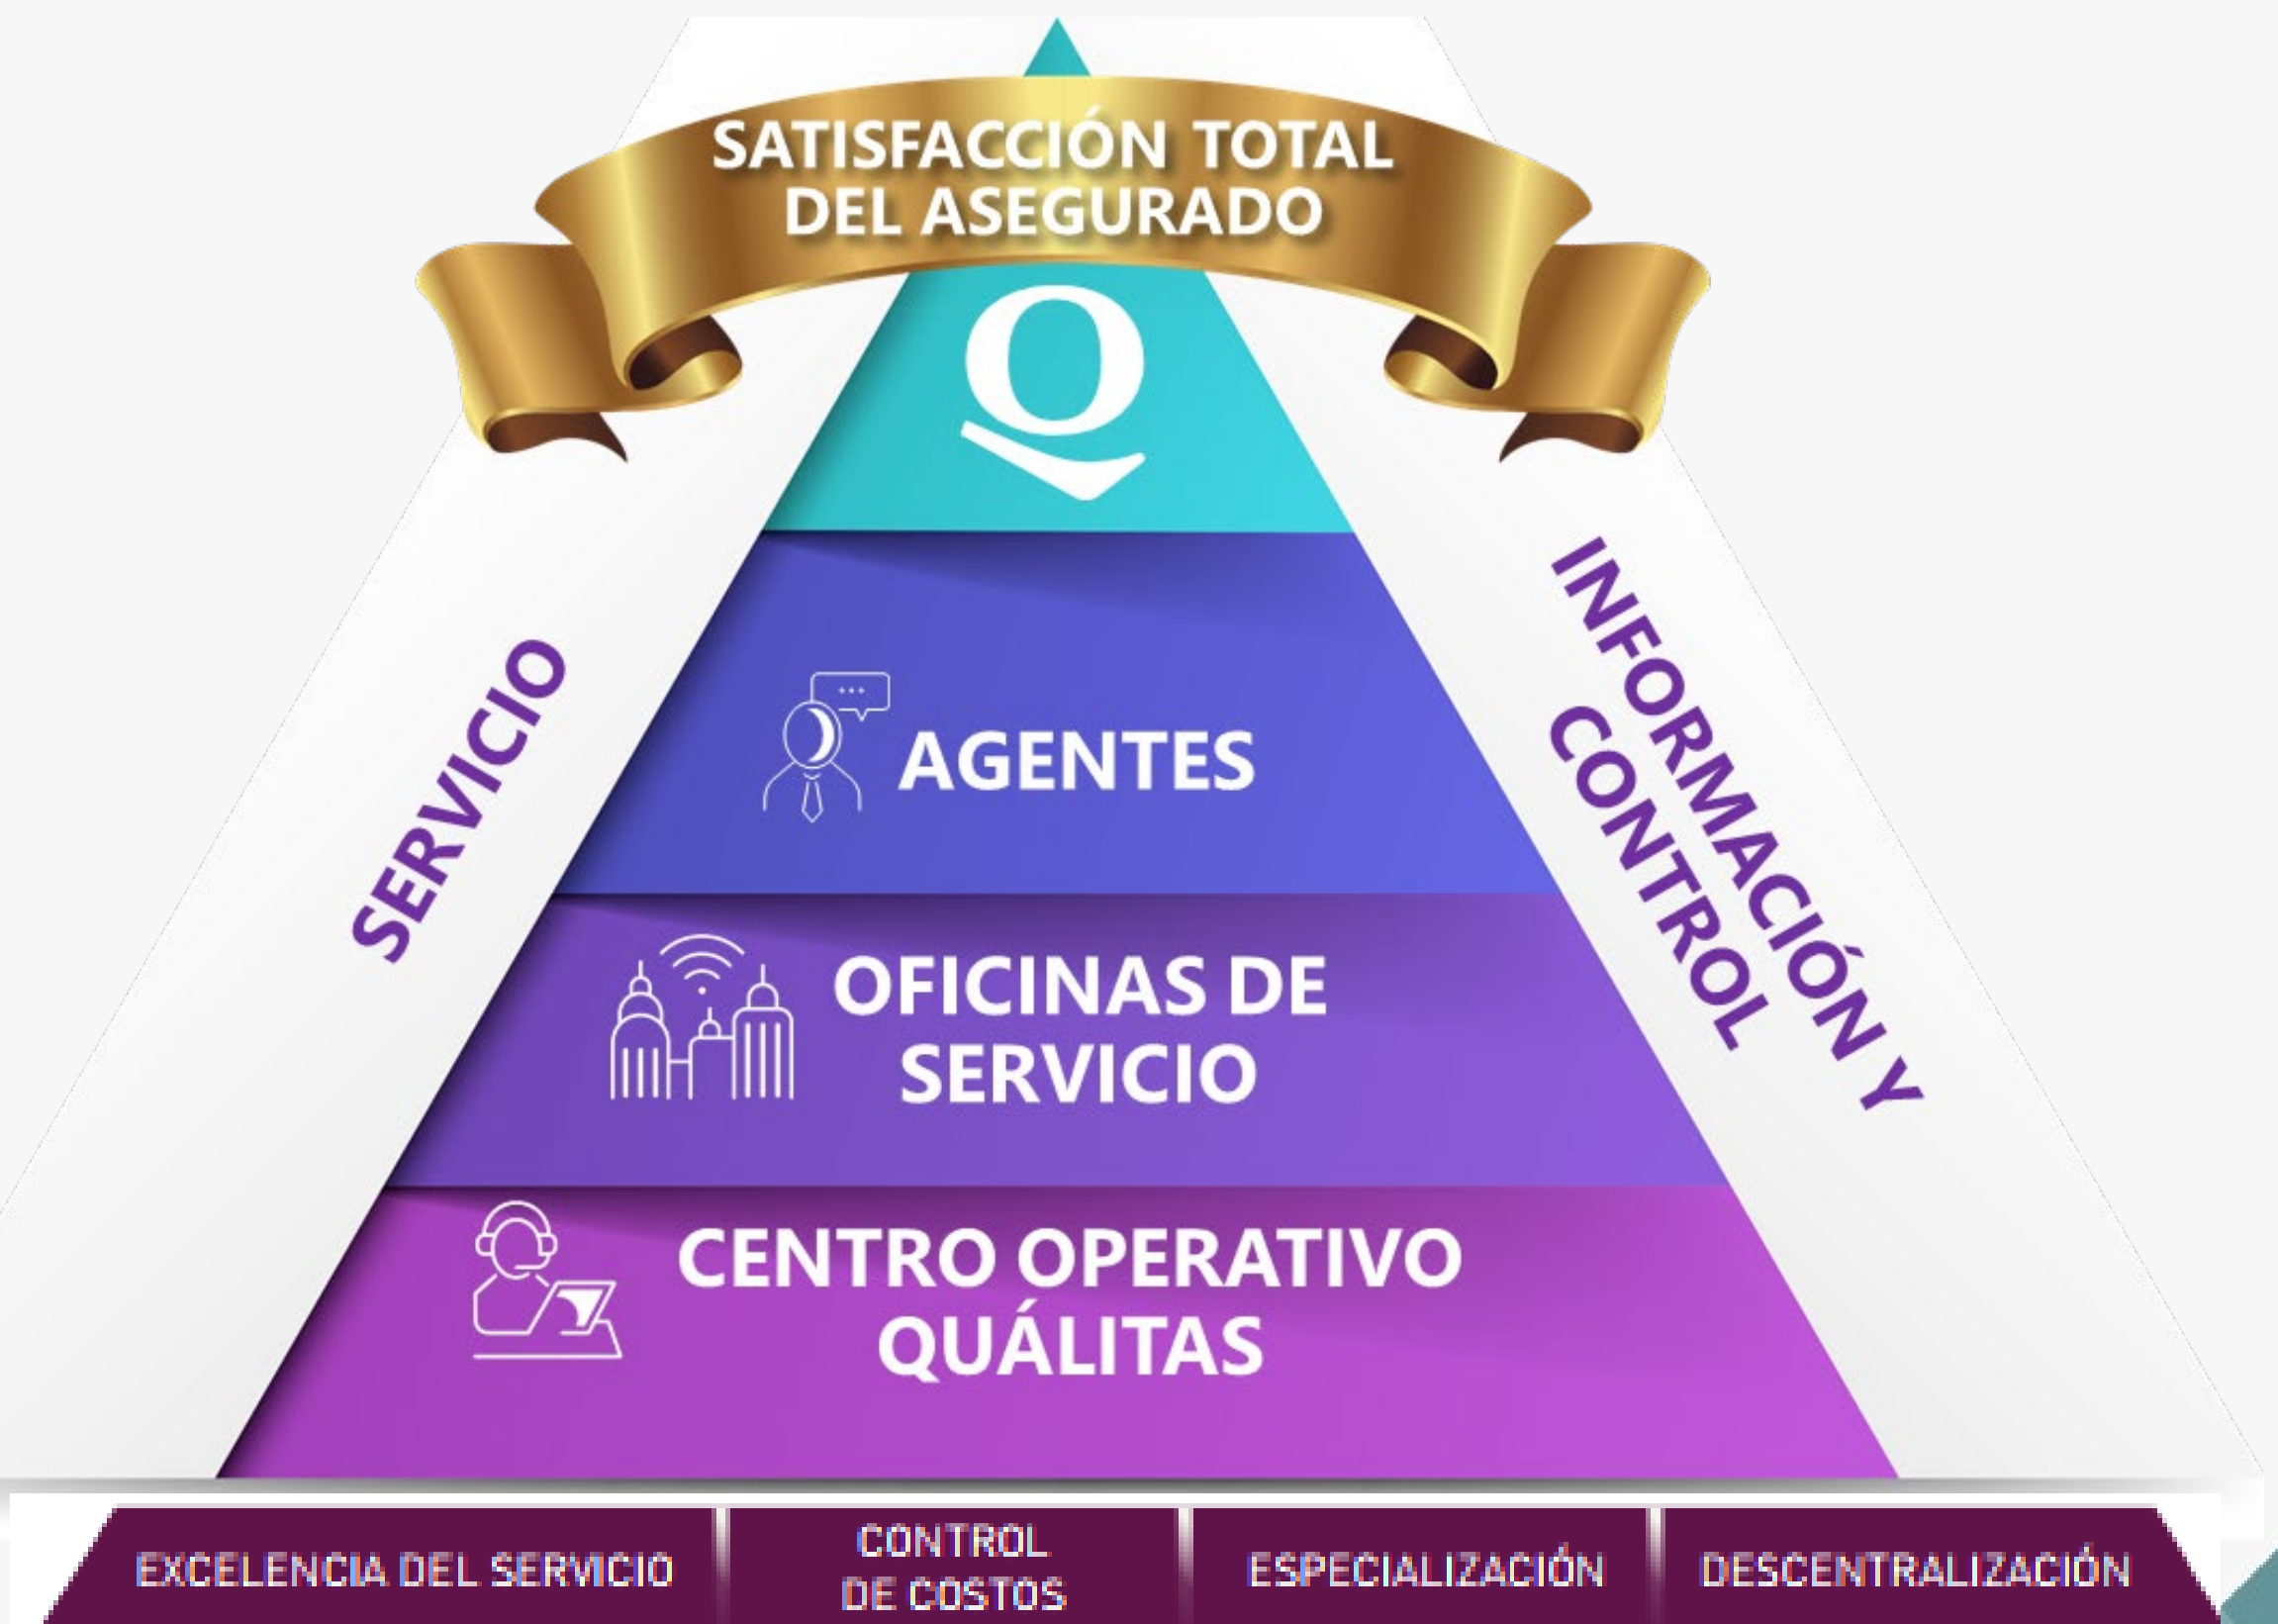 SATISFACCIÓN TOTAL
DEL ASEGURADO
Q
SERVICIO
INFORMACIÓN Y
CONTROL
AGENTES
OFICINAS DE
SERVICIO
CENTRO OPERATIVO
QUÁLITAS
EXCELENCIA DEL SERVICIO
CONTROL
DE COSTOS
ESPECIALIZACIÓN
DESCENTRALIZACIÓN